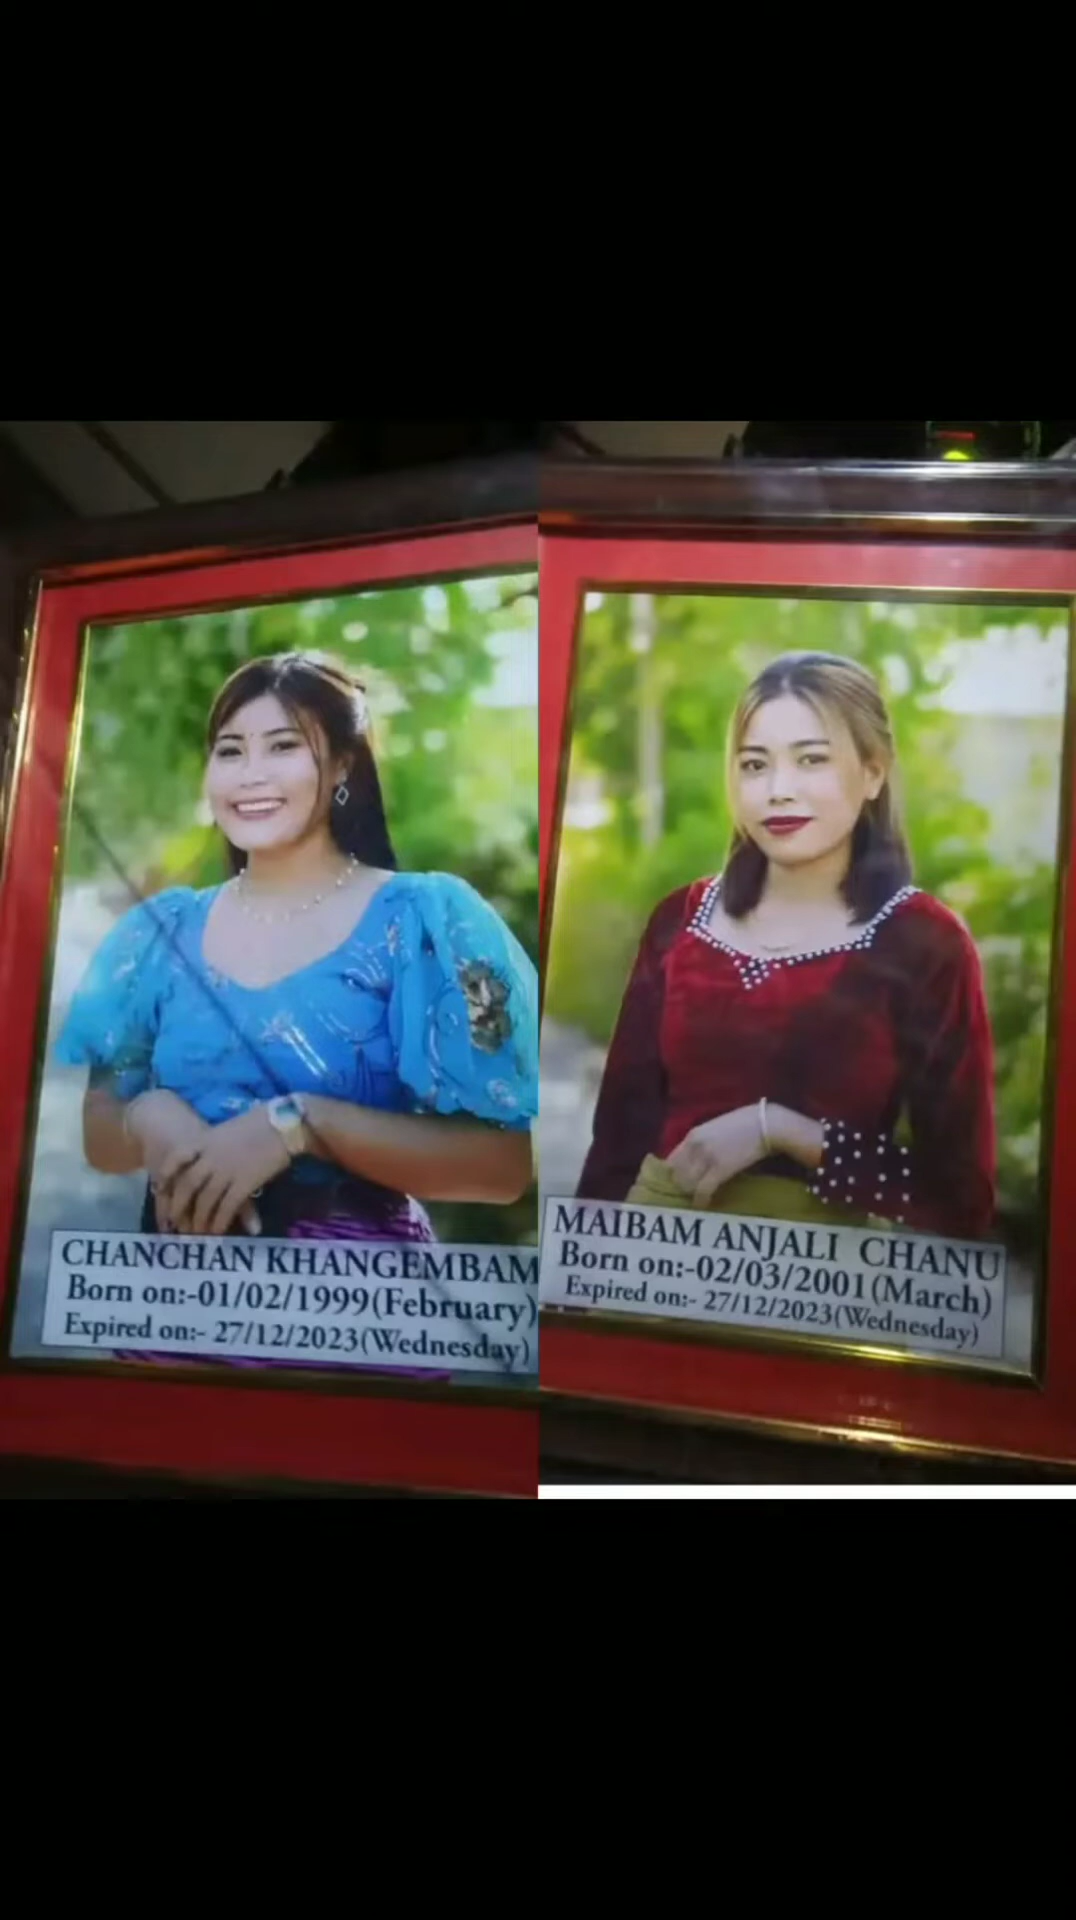 CHANCHAN KHANGEMBAM
Born on:-01/02/1999(February)
Expired on:- 27/12/2023(Wednesday)
MAIBAM ANJALI CHANU
Born on:-02/03/2001(March)
Expired on:- 27/12/2023(Wednesday)